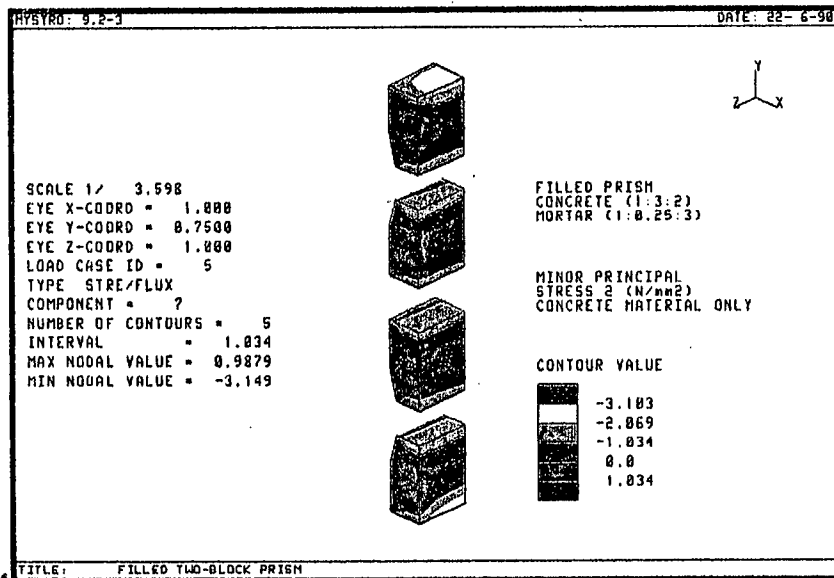 MYSTRO: 9.2-3
DATE: 22- 6-90
Y
Z X
SCALE 1/ 3.598
EYE X-COORD = 1.000
EYE Y-COORD = 0.7500
EYE Z-COORD = 1.000
LOAD CASE ID = 5
TYPE STRE/FLUX
COMPONENT = 7
NUMBER OF CONTOURS = 5
INTERVAL = 1.034
MAX NODAL VALUE = 0.9879
MIN NODAL VALUE = -3.149
FILLED PRISM
CONCRETE (1:3:2)
MORTAR (1:0.25:3)
MINOR PRINCIPAL
STRESS 2 (N/mm2)
CONCRETE MATERIAL ONLY
CONTOUR VALUE
-3.103
-2.069
-1.034
0.0
1.034
TITLE: FILLED TWO-BLOCK PRISM